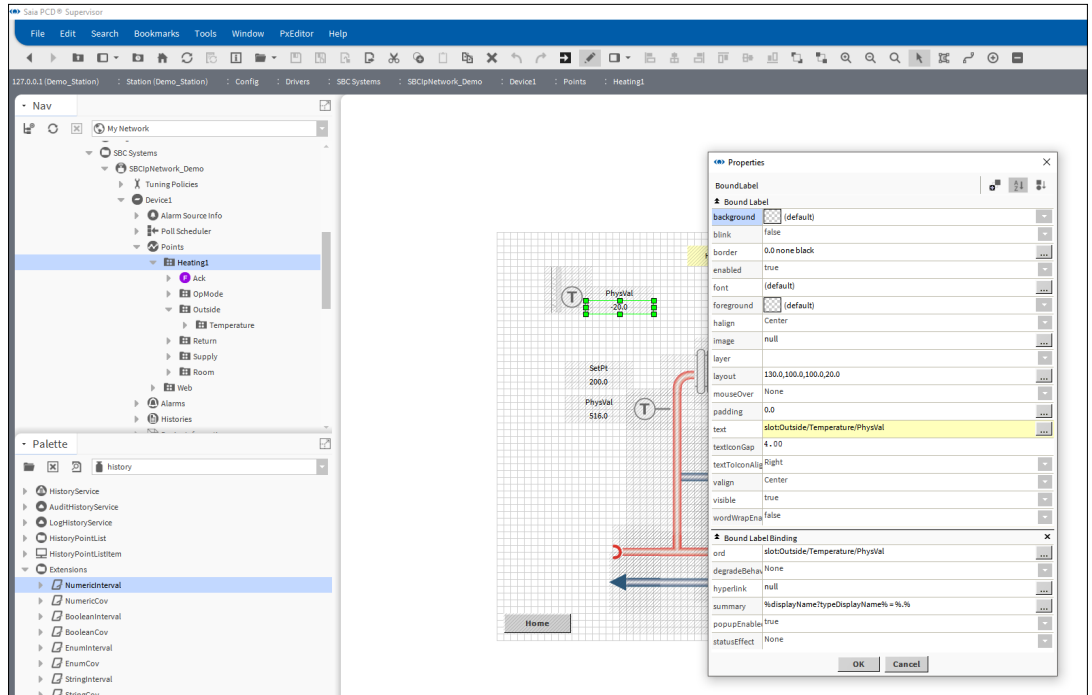 Saia PCD® Supervisor
File Edit Search Bookmarks Tools Window PxEditor Help
127.0.0.1 (Demo_Station) : Station (Demo_Station) : Config : Drivers : SBC Systems : SBCIpNetwork_Demo : Device1 : Points : Heating1
Nav
My Network
SBC Systems
SBCIpNetwork_Demo
Tuning Policies
Device1
Alarm Source Info
Poll Scheduler
Points
Heating1
F Ack
OpMode
Outside
Temperature
Return
Supply
Room
Web
Alarms
Histories
Palette
history
HistoryService
AuditHistoryService
LogHistoryService
HistoryPointList
HistoryPointListItem
Extensions
NumericInterval
NumericCov
BooleanInterval
BooleanCov
EnumInterval
EnumCov
StringInterval
StringCov
T
PhysVal
-20.0
SetPt
200.0
PhysVal
516.0
T
Home
Properties
BoundLabel
Bound Label
background (default)
blink false
border 0.0 none black
enabled true
font (default)
foreground (default)
halign Center
image null
layer
layout 130.0,100.0,100.0,20.0
mouseOver None
padding 0.0
text slot:Outside/Temperature/PhysVal
textIconGap 4.00
textToIconAlig Right
valign Center
visible true
wordWrapEna false
Bound Label Binding
ord slot:Outside/Temperature/PhysVal
degradeBehav None
hyperlink null
summary %displayName?typeDisplayName% = %.%
popupEnable true
statusEffect None
OK Cancel